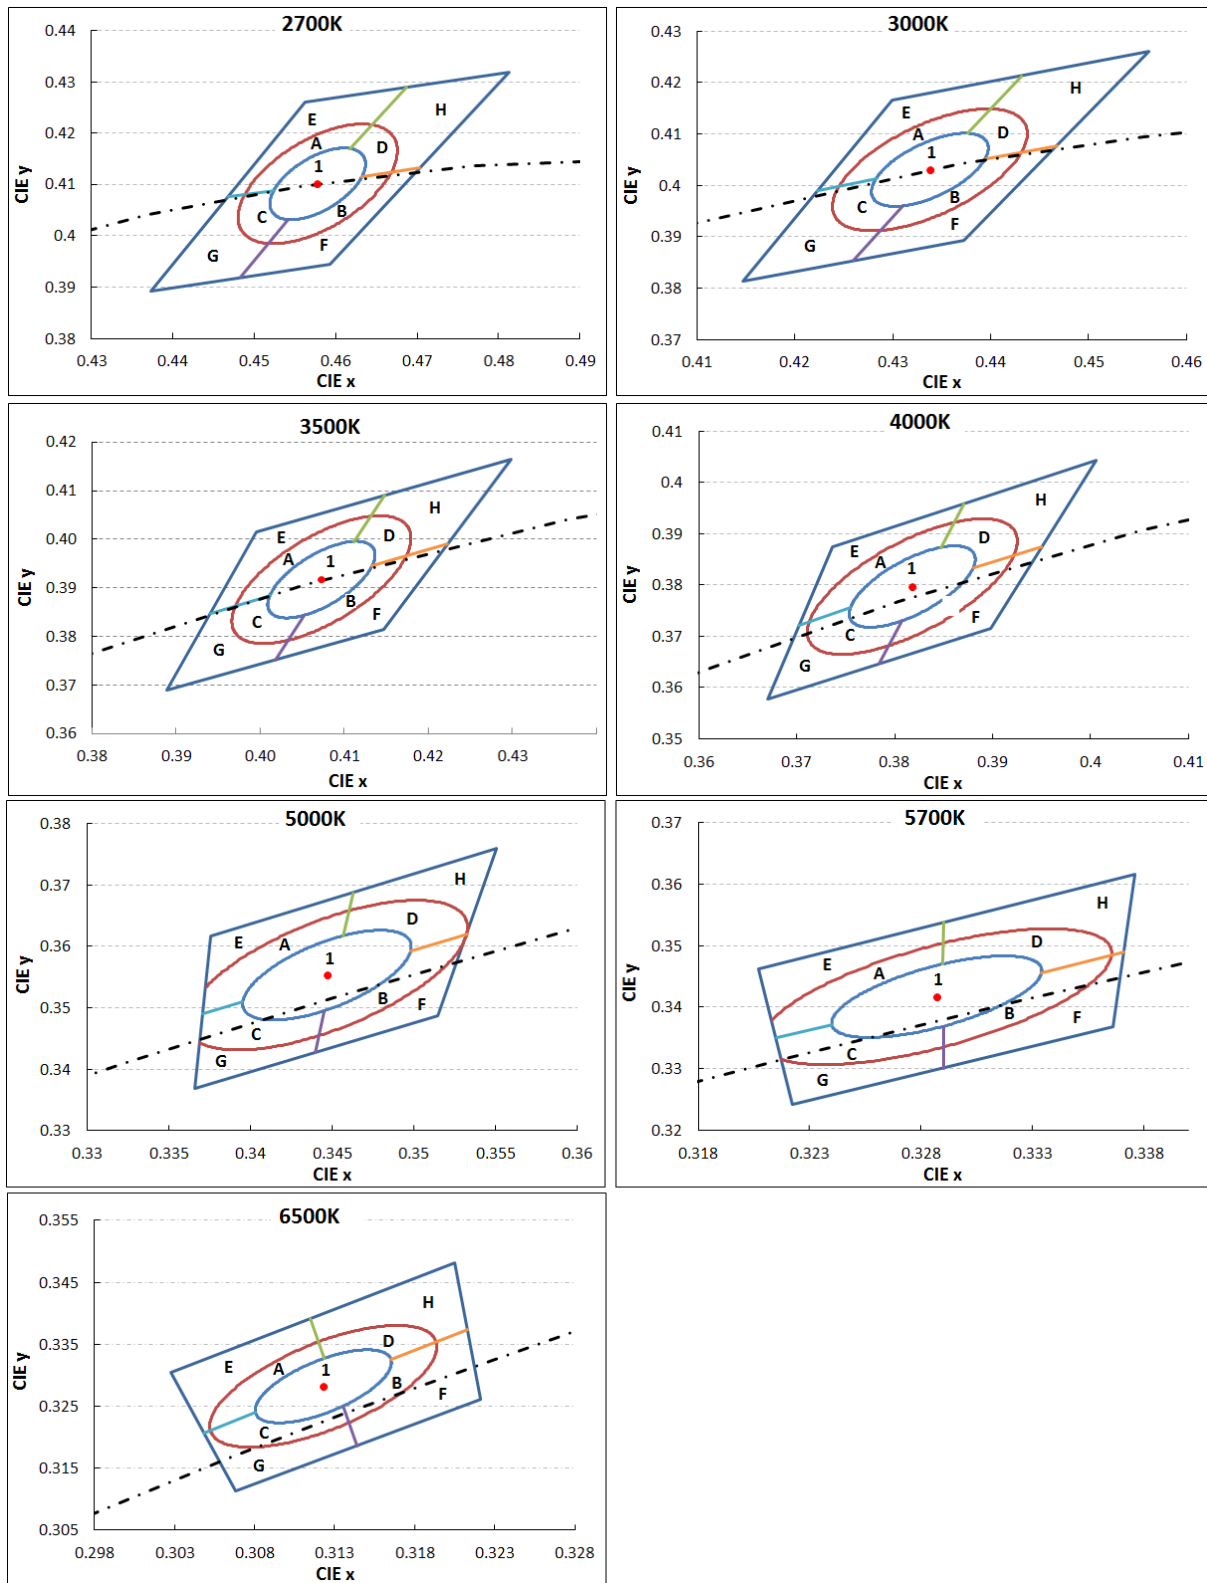 2700K
CIE y
0.44
0.43
0.42
0.41
0.4
0.39
0.38
E
H
A
D
1
C
B
G
F
0.43 0.44 0.45 0.46 0.47 0.48 0.49
CIE x
3000K
CIE y
0.43
0.42
0.41
0.4
0.39
0.38
0.37
H
E
A
D
1
C
B
F
G
0.41 0.42 0.43 0.44 0.45 0.46
CIE x
3500K
CIE y
0.42
0.41
0.40
0.39
0.38
0.37
0.36
H
E
D
A
1
B
C
F
G
0.38 0.39 0.40 0.41 0.42 0.43
CIE x
4000K
CIE y
0.41
0.4
0.39
0.38
0.37
0.36
0.35
H
E
D
A
1
C
B
F
G
0.36 0.37 0.38 0.39 0.4 0.41
CIE x
5000K
CIE y
0.38
0.37
0.36
0.35
0.34
0.33
H
E
A
D
1
B
F
C
G
0.33 0.335 0.34 0.345 0.35 0.355 0.36
CIE x
5700K
CIE y
0.37
0.36
0.35
0.34
0.33
0.32
H
E
D
A
1
B
F
C
G
0.318 0.323 0.328 0.333 0.338
CIE x
6500K
CIE y
0.355
0.345
0.335
0.325
0.315
0.305
H
E
A
D
1
B
F
C
G
0.298 0.303 0.308 0.313 0.318 0.323 0.328
CIE x